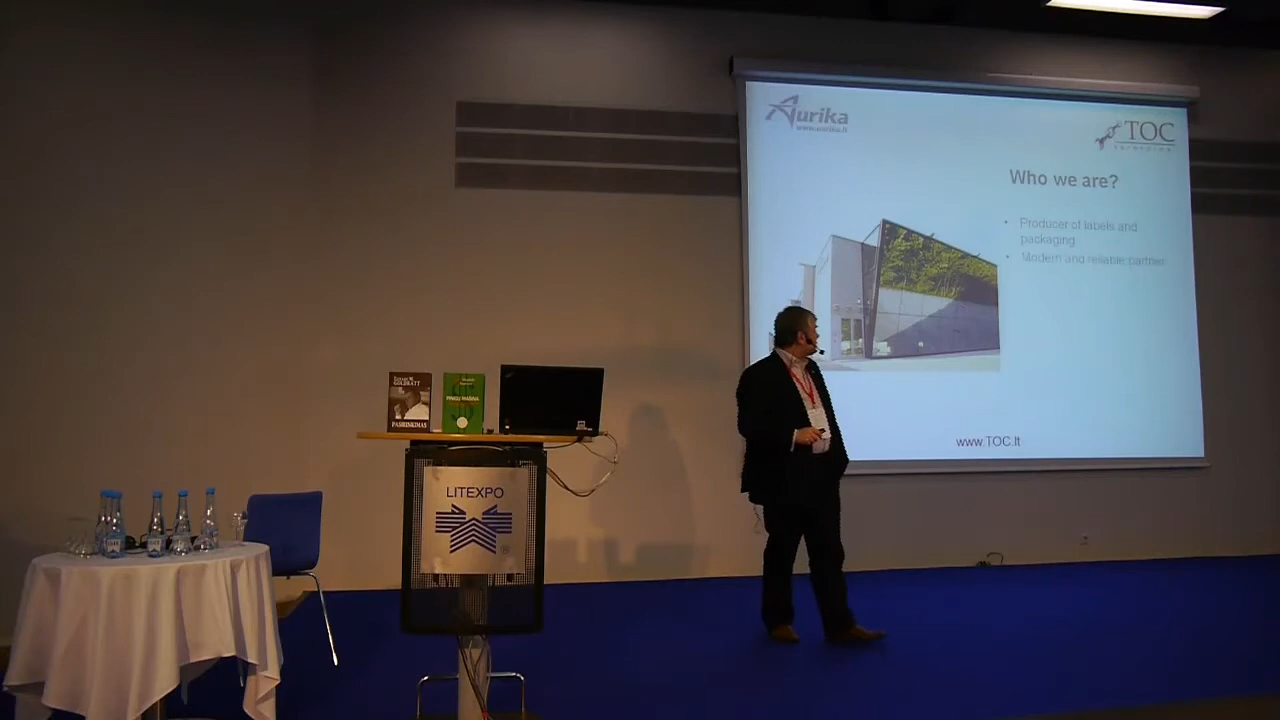 Aurika
www.aurika.lt
TOC
Who we are?
• Producer of labels and
packaging
• Modern and reliable partner
www.TOC.lt
GOLDRATT
PASIRINKIMAS
PINIGŲ MAŠINA
LITEXPO
®